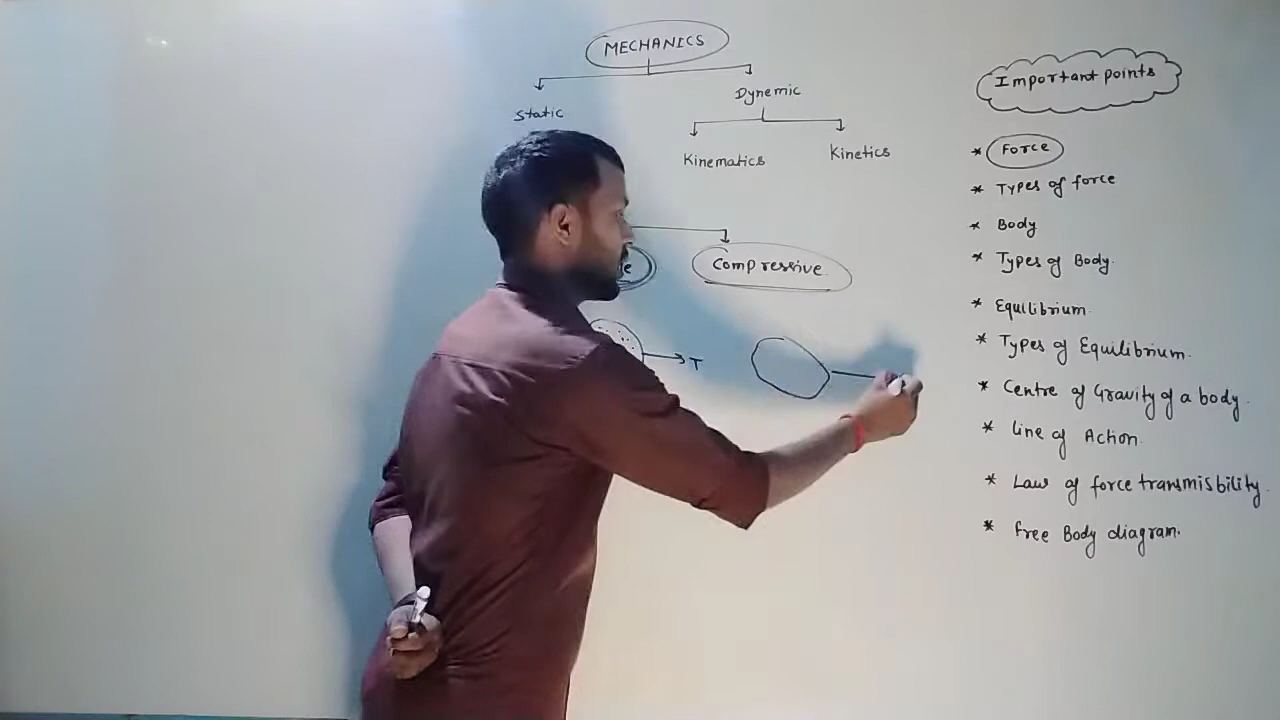 MECHANICS
Static
Dynemic
Kinematics
Kinetics
Compressive
T
Important points
* Force
* Types of force
* Body
* Types of Body.
* Equilibrium.
* Types of Equilibrium.
* Centre of Gravity of a body.
* Line of Action.
* Law of force transmisbility.
* free Body diagram.